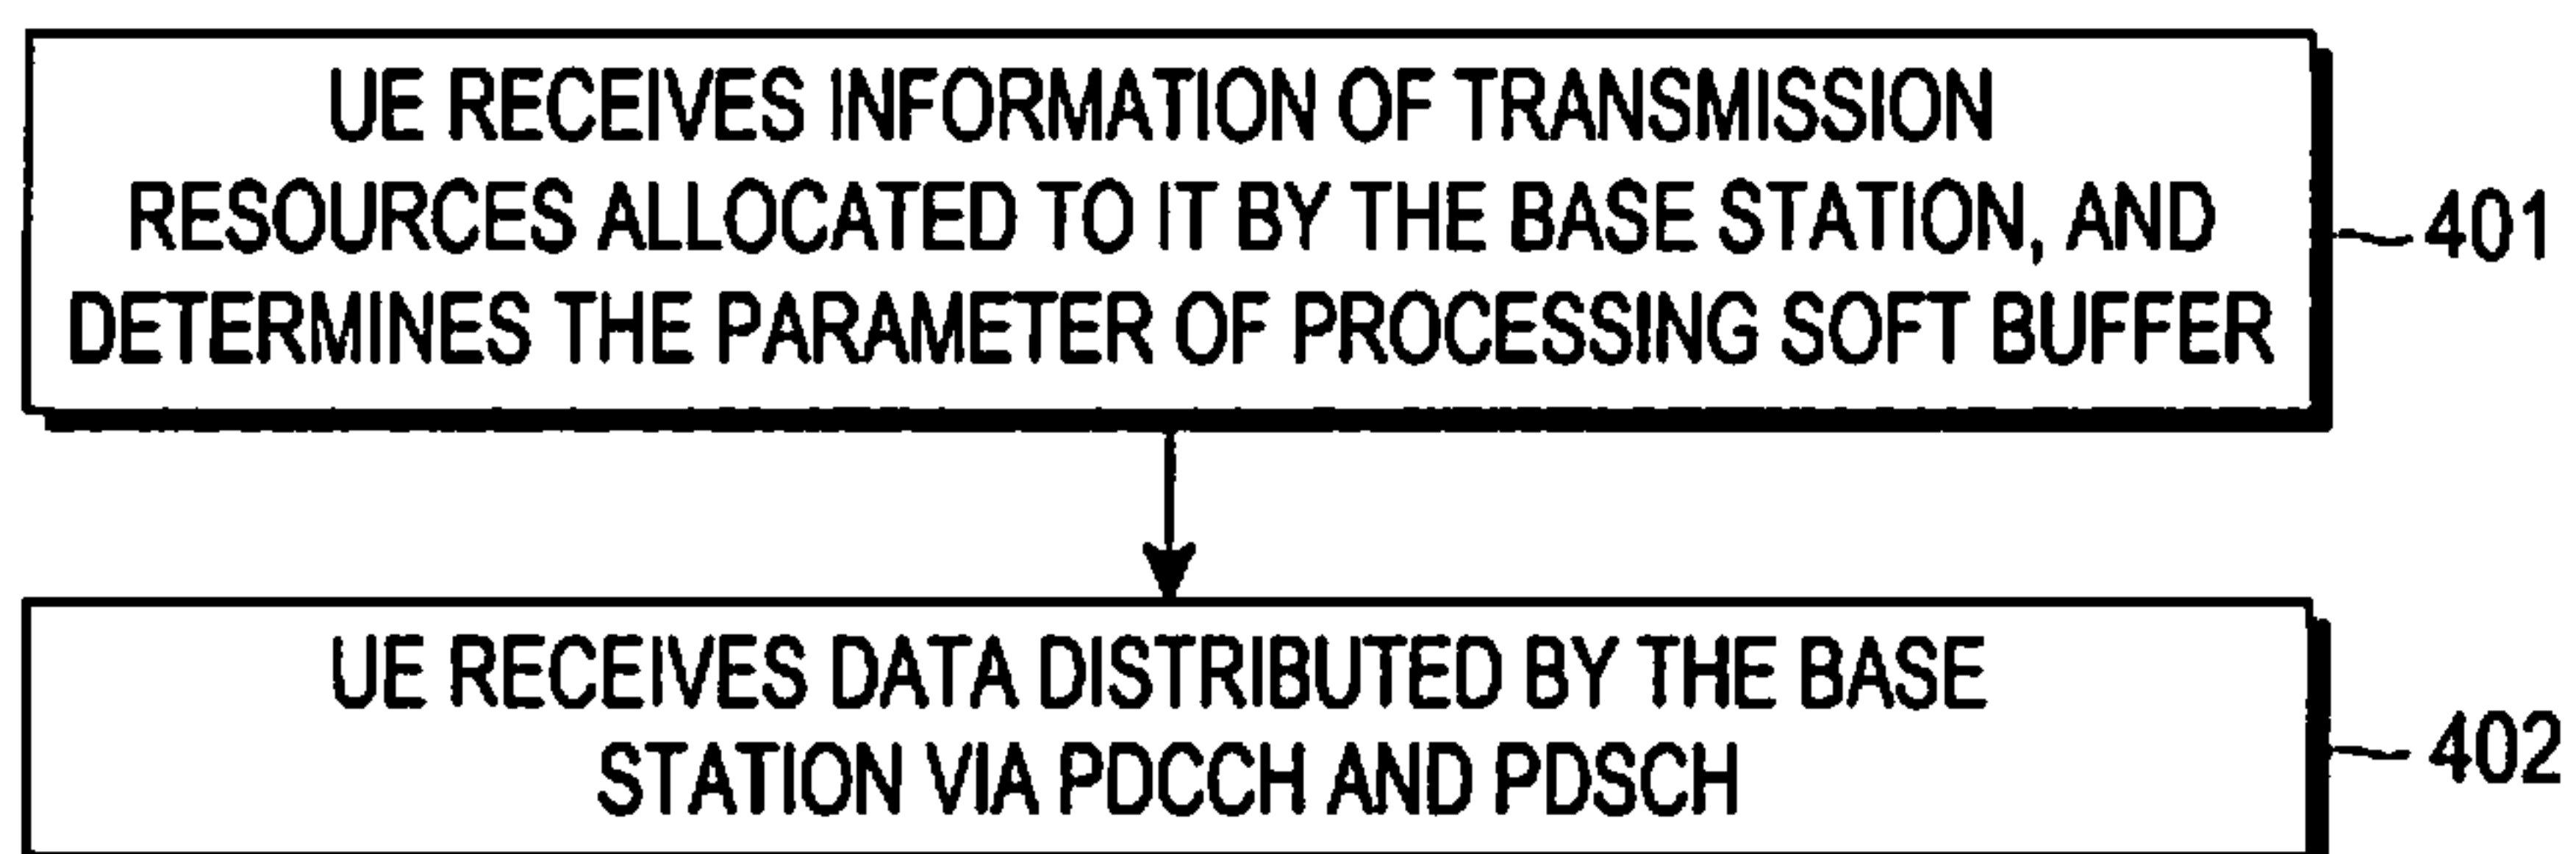 UE RECEIVES INFORMATION OF TRANSMISSION
RESOURCES ALLOCATED TO IT BY THE BASE STATION, AND
DETERMINES THE PARAMETER OF PROCESSING SOFT BUFFER
401
UE RECEIVES DATA DISTRIBUTED BY THE BASE
STATION VIA PDCCH AND PDSCH
402